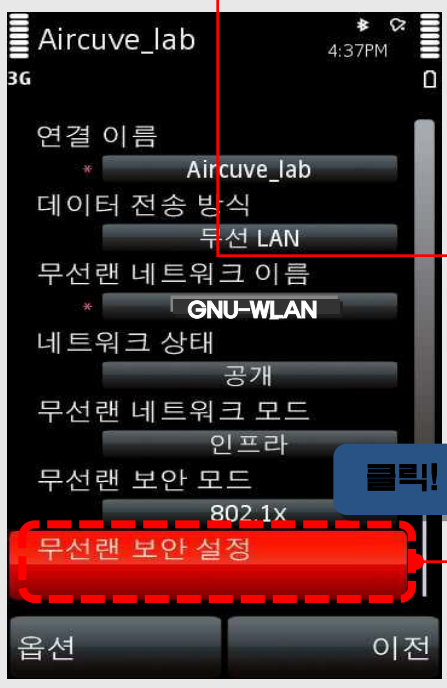 Aircuve_lab
4:37PM
3G
연결 이름
* Aircuve_lab
데이터 전송 방식
무선 LAN
무선랜 네트워크 이름
* GNU-WLAN
네트워크 상태
공개
무선랜 네트워크 모드
인프라
무선랜 보안 모드
클릭!
802.1x
무선랜 보안 설정
옵션
이전